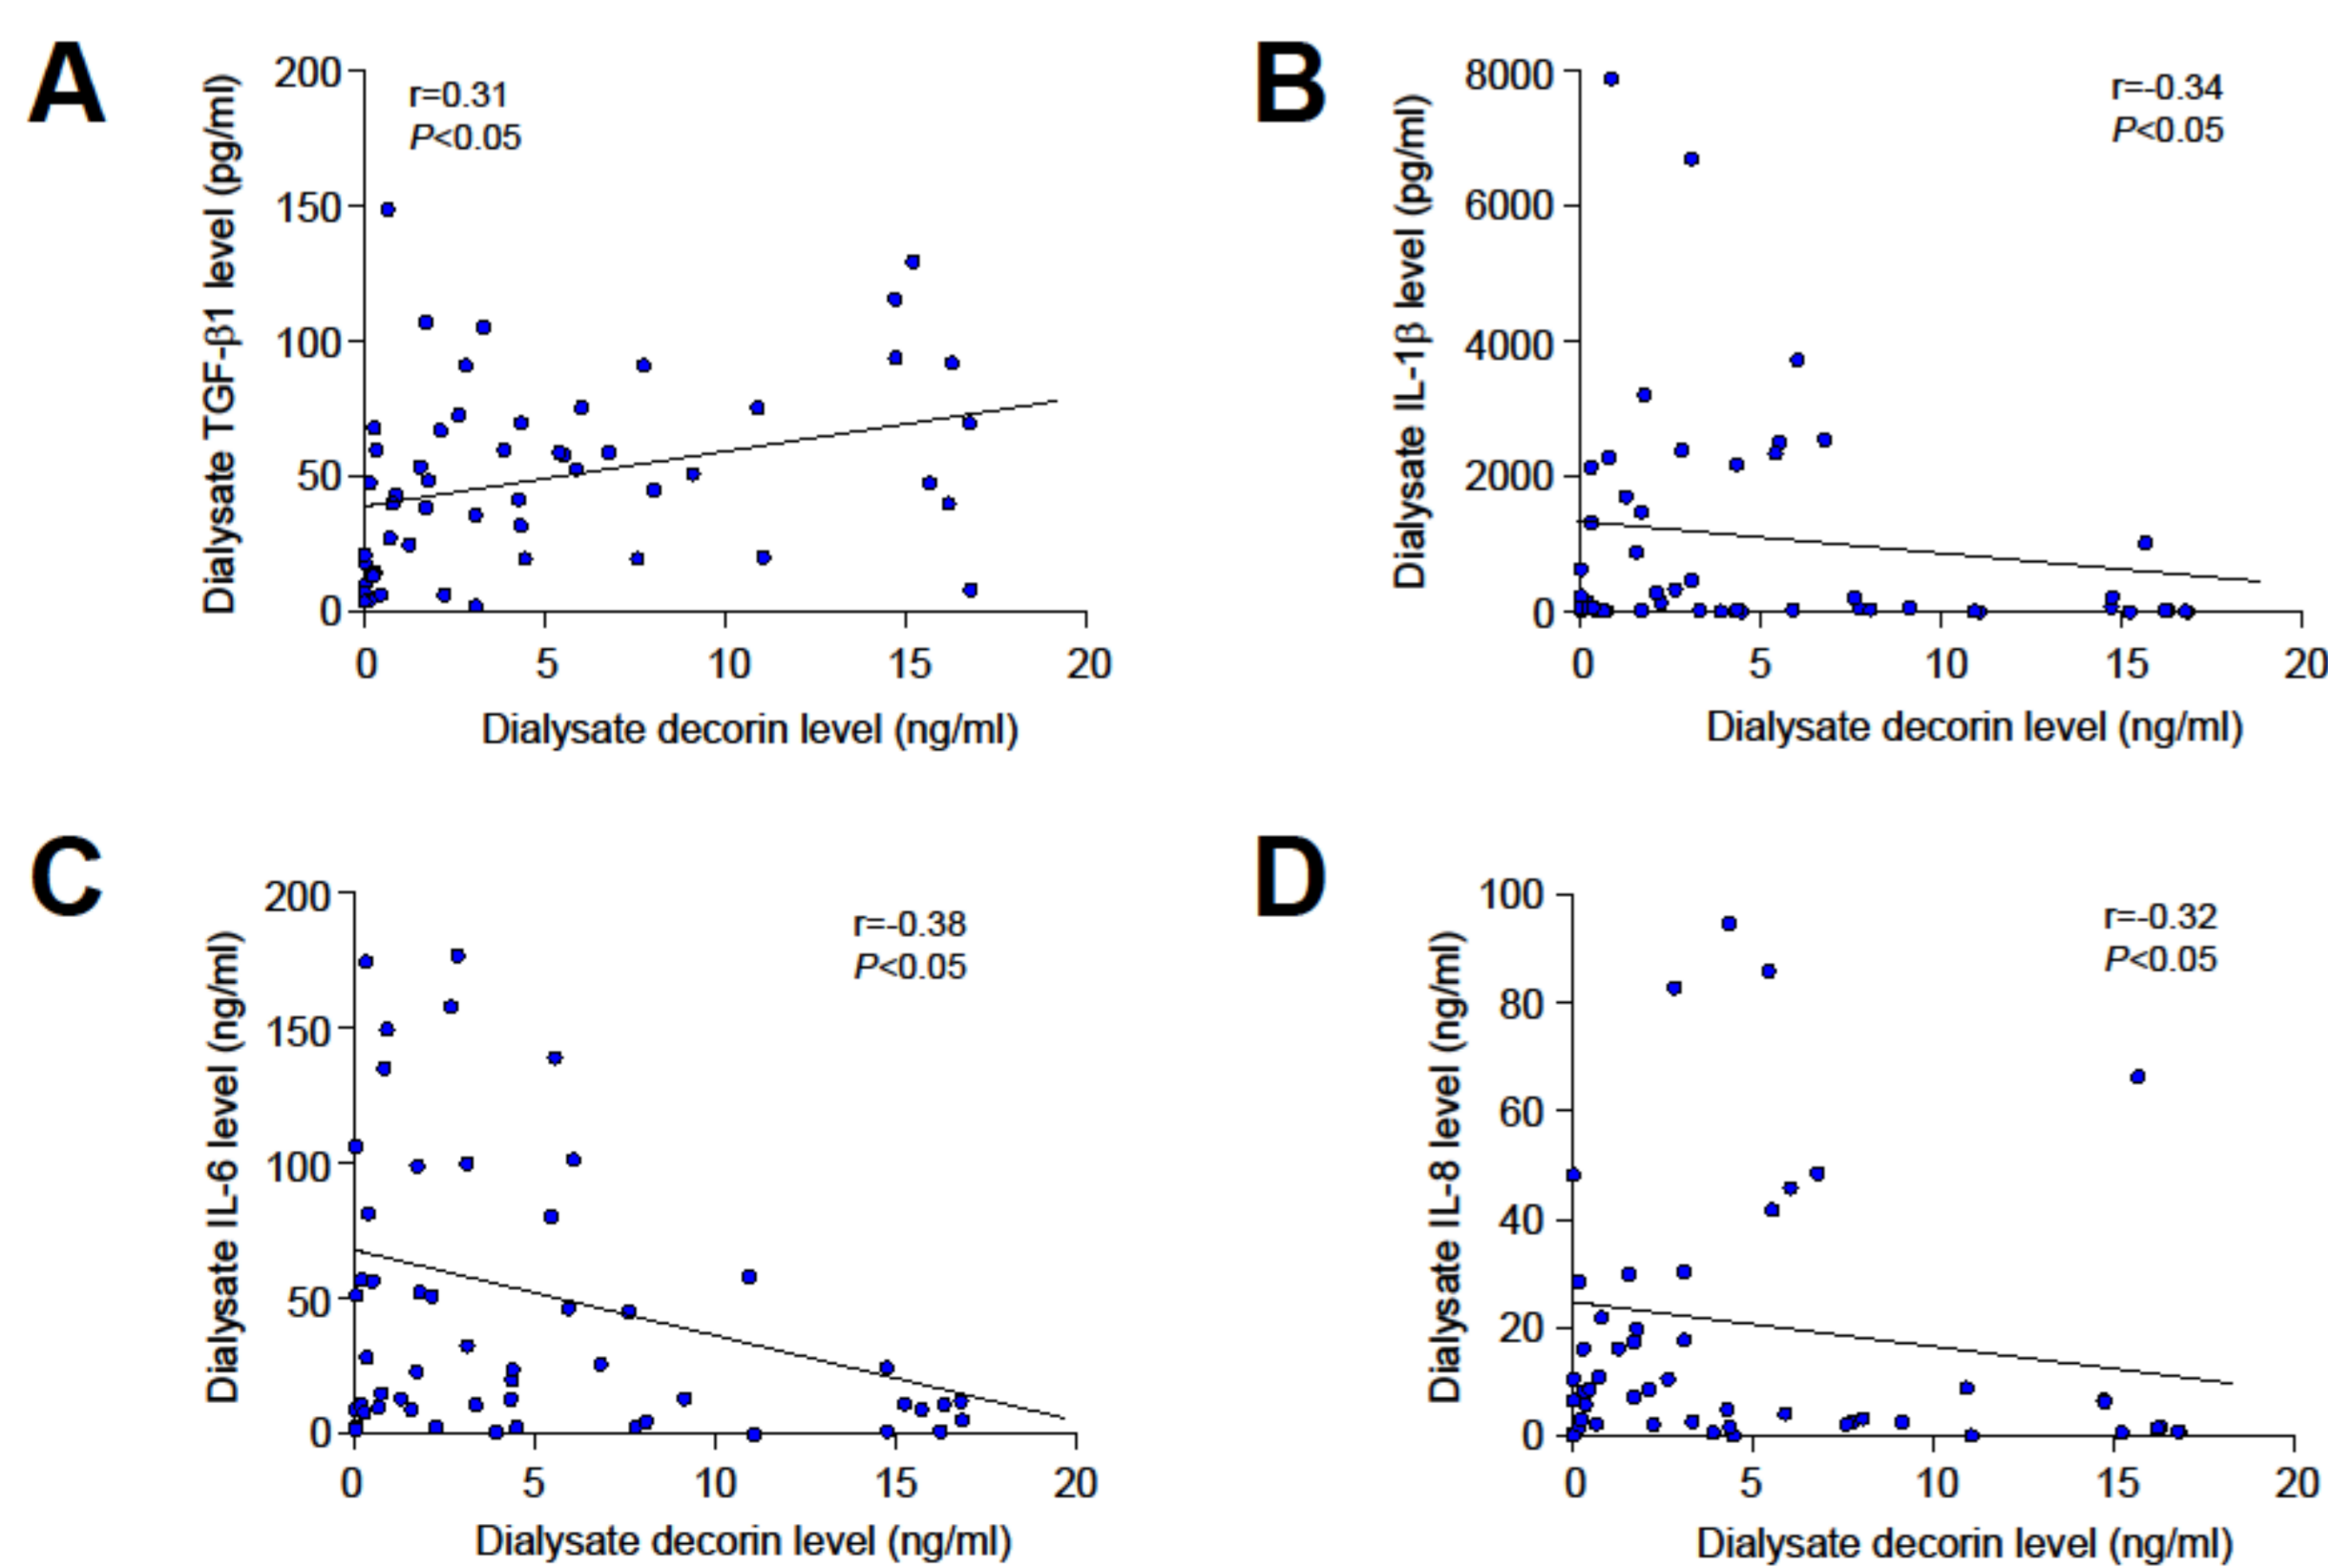 A
r=0.31
P<0.05
Dialysate TGF-β1 level (pg/ml)
200
150
100
50
0
0 5 10 15 20
Dialysate decorin level (ng/ml)
B
r=-0.34
P<0.05
Dialysate IL-1β level (pg/ml)
8000
6000
4000
2000
0
0 5 10 15 20
Dialysate decorin level (ng/ml)
C
r=-0.38
P<0.05
Dialysate IL-6 level (ng/ml)
200
150
100
50
0
0 5 10 15 20
Dialysate decorin level (ng/ml)
D
r=-0.32
P<0.05
Dialysate IL-8 level (ng/ml)
100
80
60
40
20
0
0 5 10 15 20
Dialysate decorin level (ng/ml)